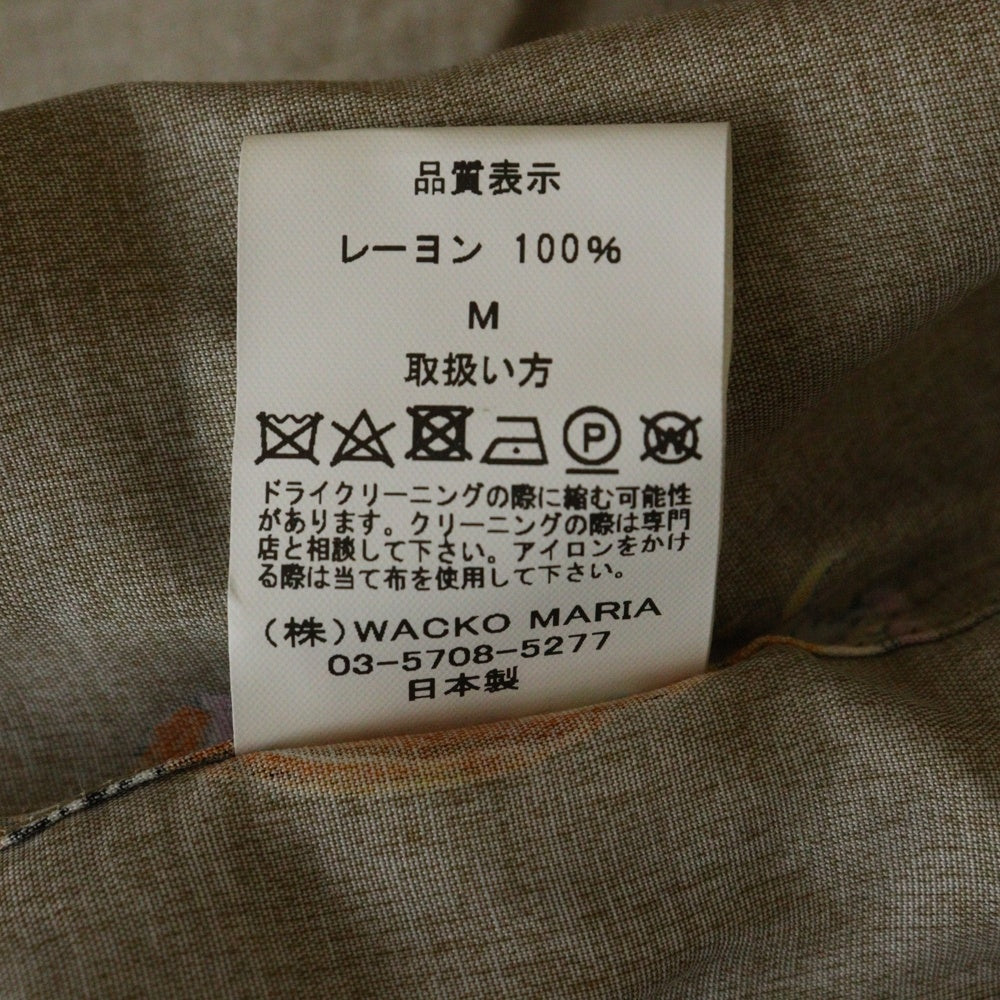 品質表示
レーヨン 100%
M
取扱い方
P W
ドライクリーニングの際に縮む可能性
があります。クリーニングの際は専門
店と相談して下さい。アイロンをかけ
る際は当て布を使用して下さい。
(株)WACKO MARIA
03-5708-5277
日本製